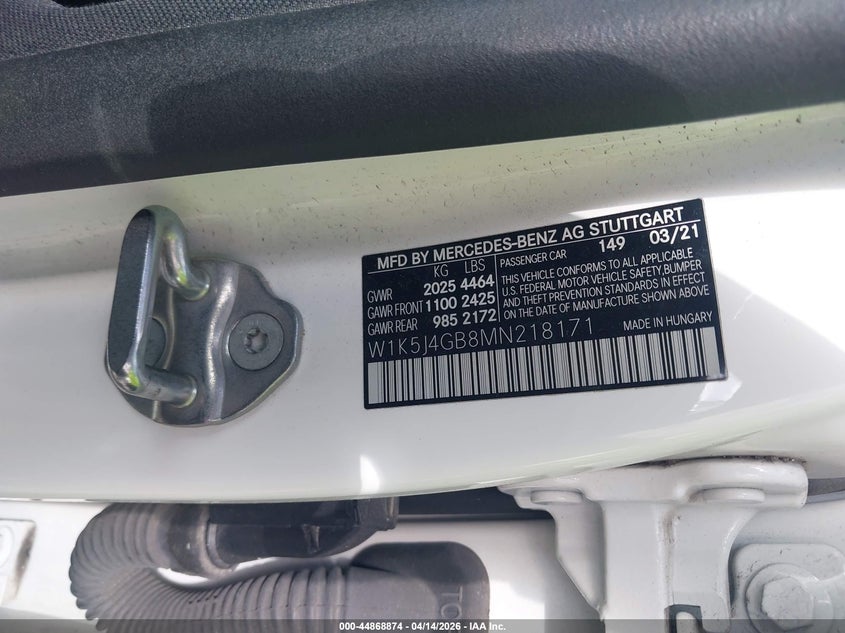 MFD BY MERCEDES-BENZ AG STUTTGART
KG LBS PASSENGER CAR 149 03/21
GVWR 2025 4464
GAWR FRONT 1100 2425
GAWR REAR 985 2172
THIS VEHICLE CONFORMS TO ALL APPLICABLE
U.S. FEDERAL MOTOR VEHICLE SAFETY, BUMPER
AND THEFT PREVENTION STANDARDS IN EFFECT
ON THE DATE OF MANUFACTURE SHOWN ABOVE.
W1K5J4GB8MN218171 MADE IN HUNGARY
000-44868874 / 04/14/2026 - IAA Inc.